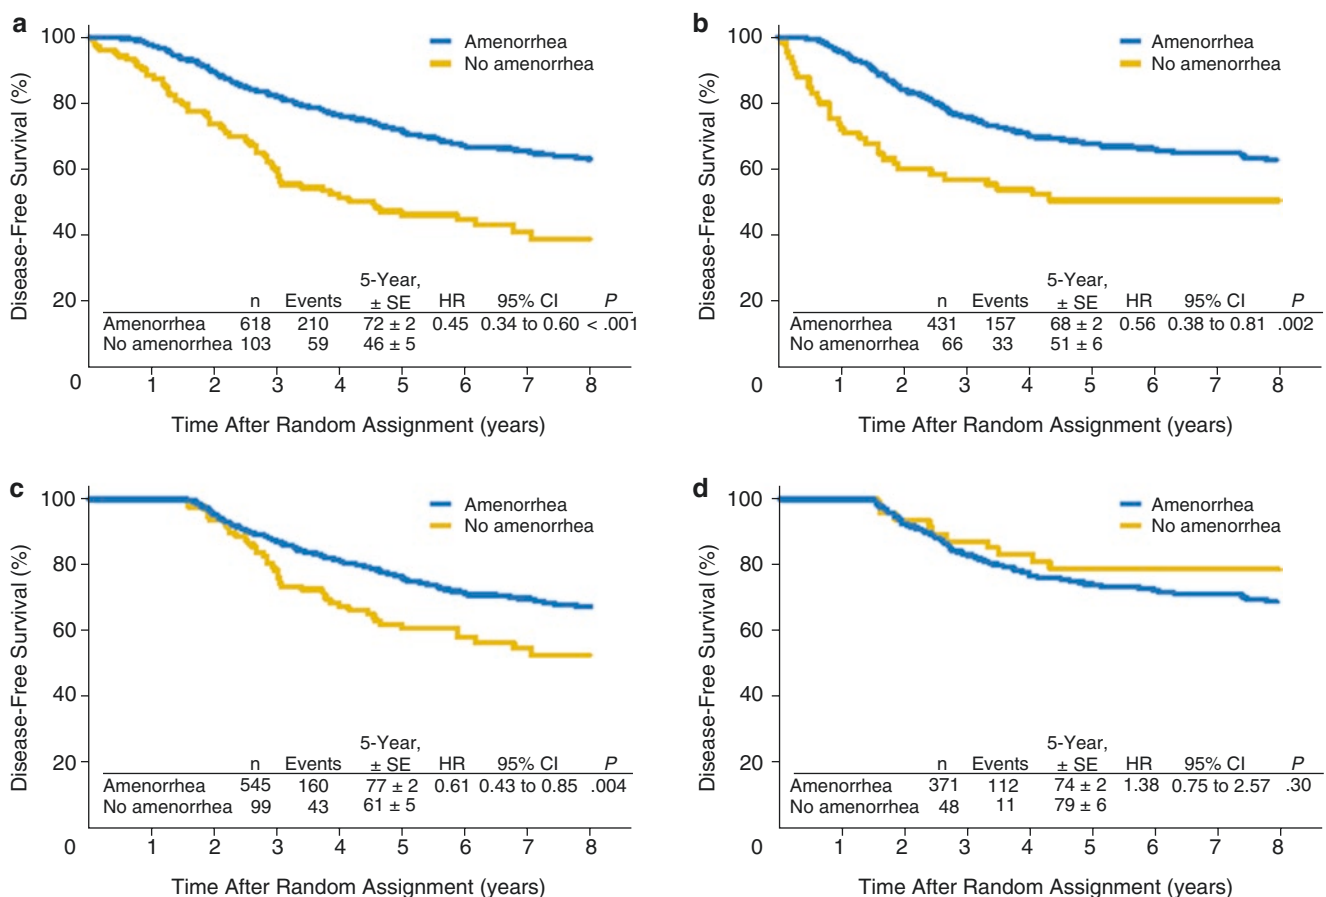 a
100
80
60
40
20
0
Disease-Free Survival (%)
Amenorrhea
No amenorrhea
5-Year,
n Events ± SE HR 95% CI P
Amenorrhea 618 210 72 ± 2 0.45 0.34 to 0.60 < .001
No amenorrhea 103 59 46 ± 5
1 2 3 4 5 6 7 8
Time After Random Assignment (years)
b
100
80
60
40
20
0
Disease-Free Survival (%)
Amenorrhea
No amenorrhea
5-Year,
n Events ± SE HR 95% CI P
Amenorrhea 431 157 68 ± 2 0.56 0.38 to 0.81 .002
No amenorrhea 66 33 51 ± 6
1 2 3 4 5 6 7 8
Time After Random Assignment (years)
c
100
80
60
40
20
0
Disease-Free Survival (%)
Amenorrhea
No amenorrhea
5-Year,
n Events ± SE HR 95% CI P
Amenorrhea 545 160 77 ± 2 0.61 0.43 to 0.85 .004
No amenorrhea 99 43 61 ± 5
1 2 3 4 5 6 7 8
Time After Random Assignment (years)
d
100
80
60
40
20
0
Disease-Free Survival (%)
Amenorrhea
No amenorrhea
5-Year,
n Events ± SE HR 95% CI P
Amenorrhea 371 112 74 ± 2 1.38 0.75 to 2.57 .30
No amenorrhea 48 11 79 ± 6
1 2 3 4 5 6 7 8
Time After Random Assignment (years)